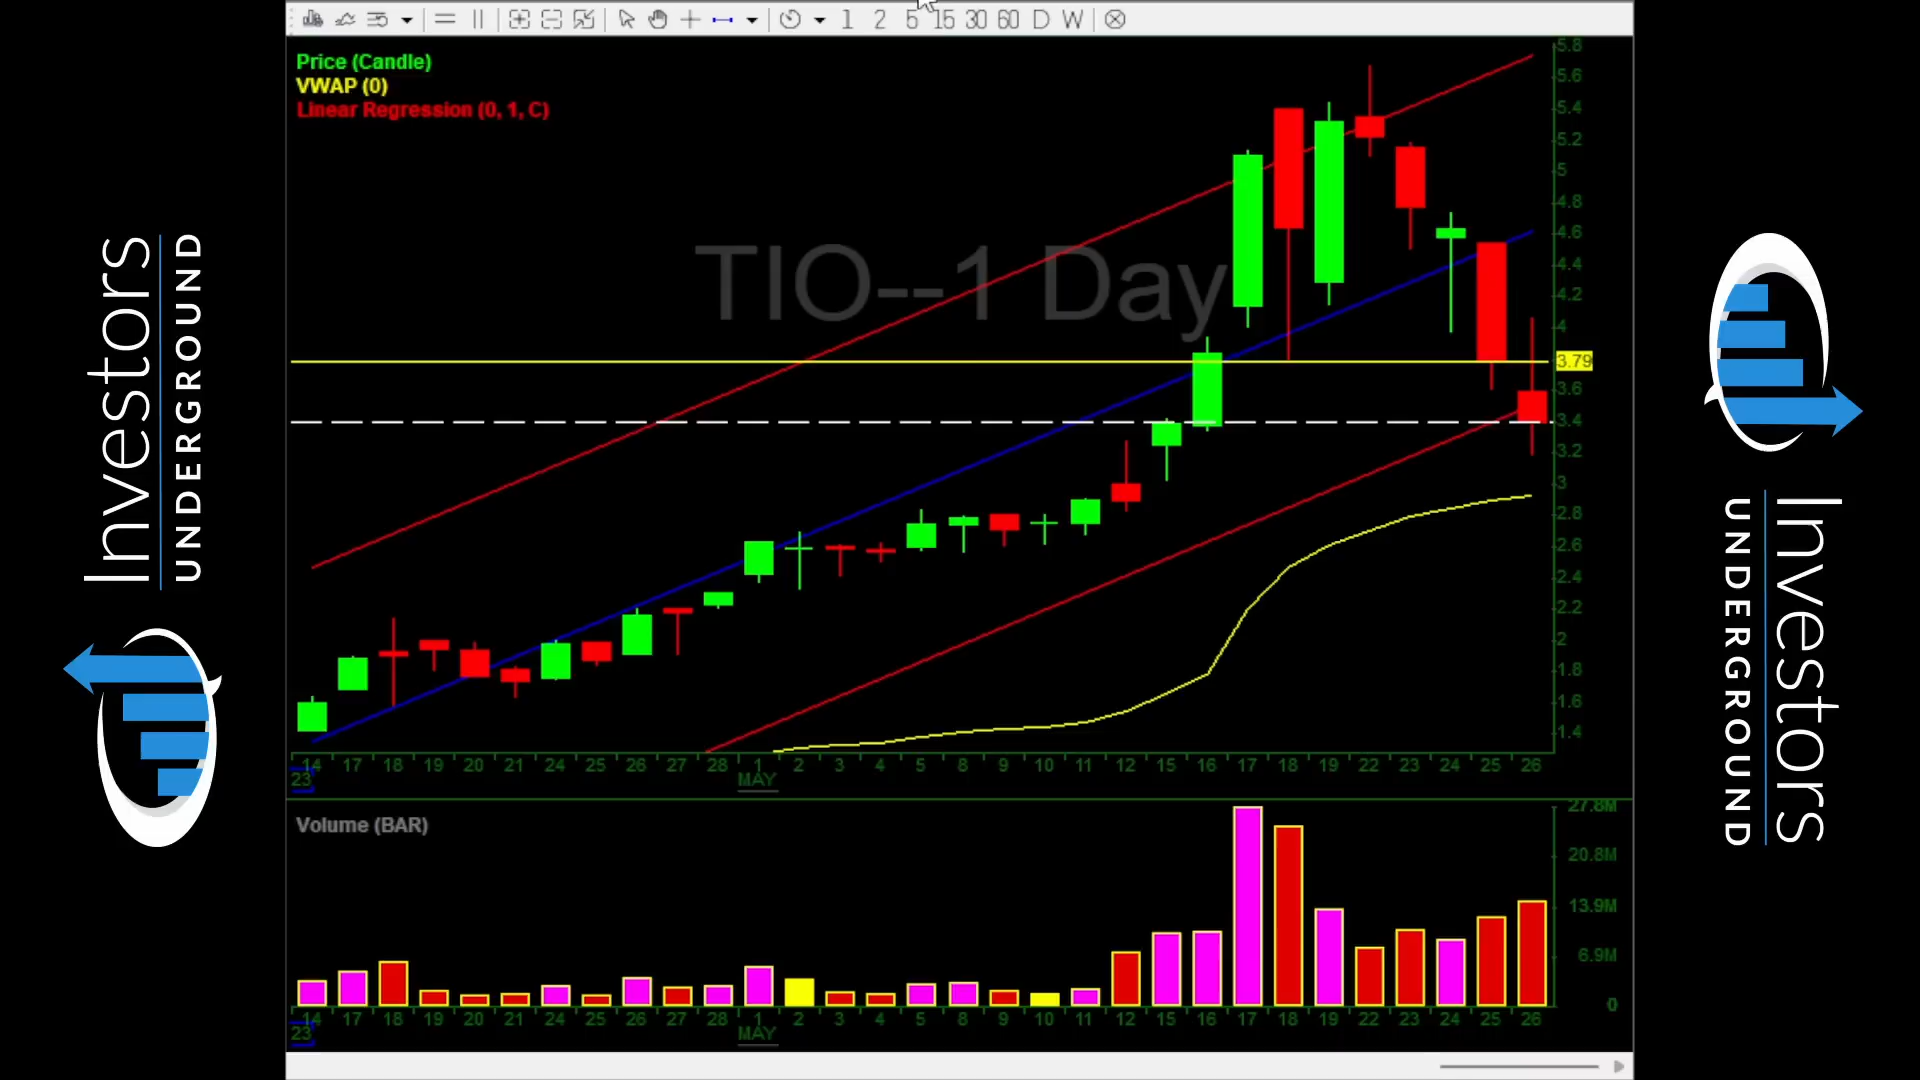 1 2 5 15 30 60 D W
Price (Candle)
VWAP (0)
Linear Regression (0, 1, C)
TIO--1 Day
5.8
5.6
5.4
5.2
5
4.8
4.6
4.4
4.2
4
3.79
3.6
3.4
3.2
3
2.8
2.6
2.4
2.2
2
1.8
1.6
1.4
14 17 18 19 20 21 24 25 26 27 28 1 2 3 4 5 8 9 10 11 12 15 16 17 18 19 22 23 24 25 26
23 MAY
Volume (BAR)
27.8M
20.8M
13.9M
6.9M
0
14 17 18 19 20 21 24 25 26 27 28 1 2 3 4 5 8 9 10 11 12 15 16 17 18 19 22 23 24 25 26
23 MAY
Investors
UNDERGROUND
Investors
UNDERGROUND